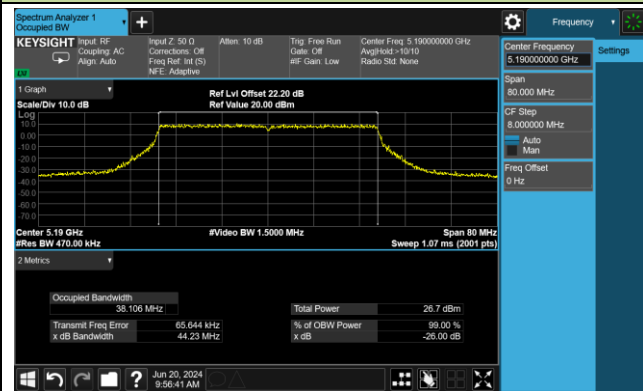 Spectrum Analyzer 1
Occupied BW
+
Frequency
KEYSIGHT
Input: RF
Coupling: AC
Align: Auto
Input Z: 50 Ω
Corrections: Off
Freq Ref: Int (S)
NFE: Adaptive
Atten: 10 dB
Trig: Free Run
Gate: Off
#IF Gain: Low
Center Freq: 5.190000000 GHz
Avg|Hold:>10/10
Radio Std: None
Center Frequency
5.190000000 GHz
Settings
Span
80.000 MHz
CF Step
8.000000 MHz
Auto
Man
Freq Offset
0 Hz
1 Graph
Scale/Div 10.0 dB
Ref Lvl Offset 22.20 dB
Ref Value 20.00 dBm
Log
10.0
0.00
-10.0
-20.0
-30.0
-40.0
-50.0
-60.0
-70.0
Center 5.19 GHz
#Video BW 1.5000 MHz
Span 80 MHz
#Res BW 470.00 kHz
Sweep 1.07 ms (2001 pts)
2 Metrics
Occupied Bandwidth
38.106 MHz
Total Power 26.7 dBm
Transmit Freq Error 65.644 kHz
% of OBW Power 99.00 %
x dB Bandwidth 44.23 MHz
x dB -26.00 dB
?
Jun 20, 2024
9:56:41 AM